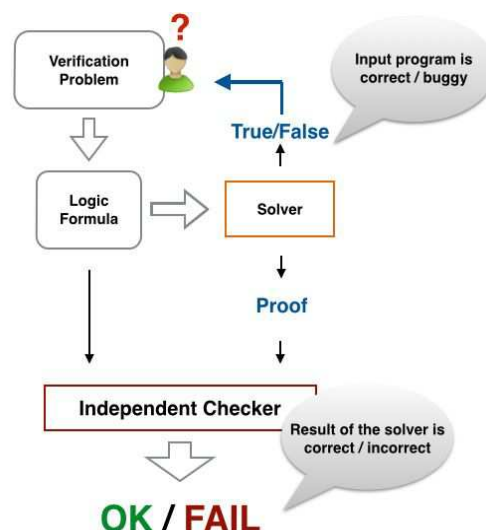 ?
Verification
Problem
Input program is
correct / buggy
True/False
Logic
Formula
Solver
Proof
Independent Checker
Result of the solver is
correct / incorrect
OK / FAIL